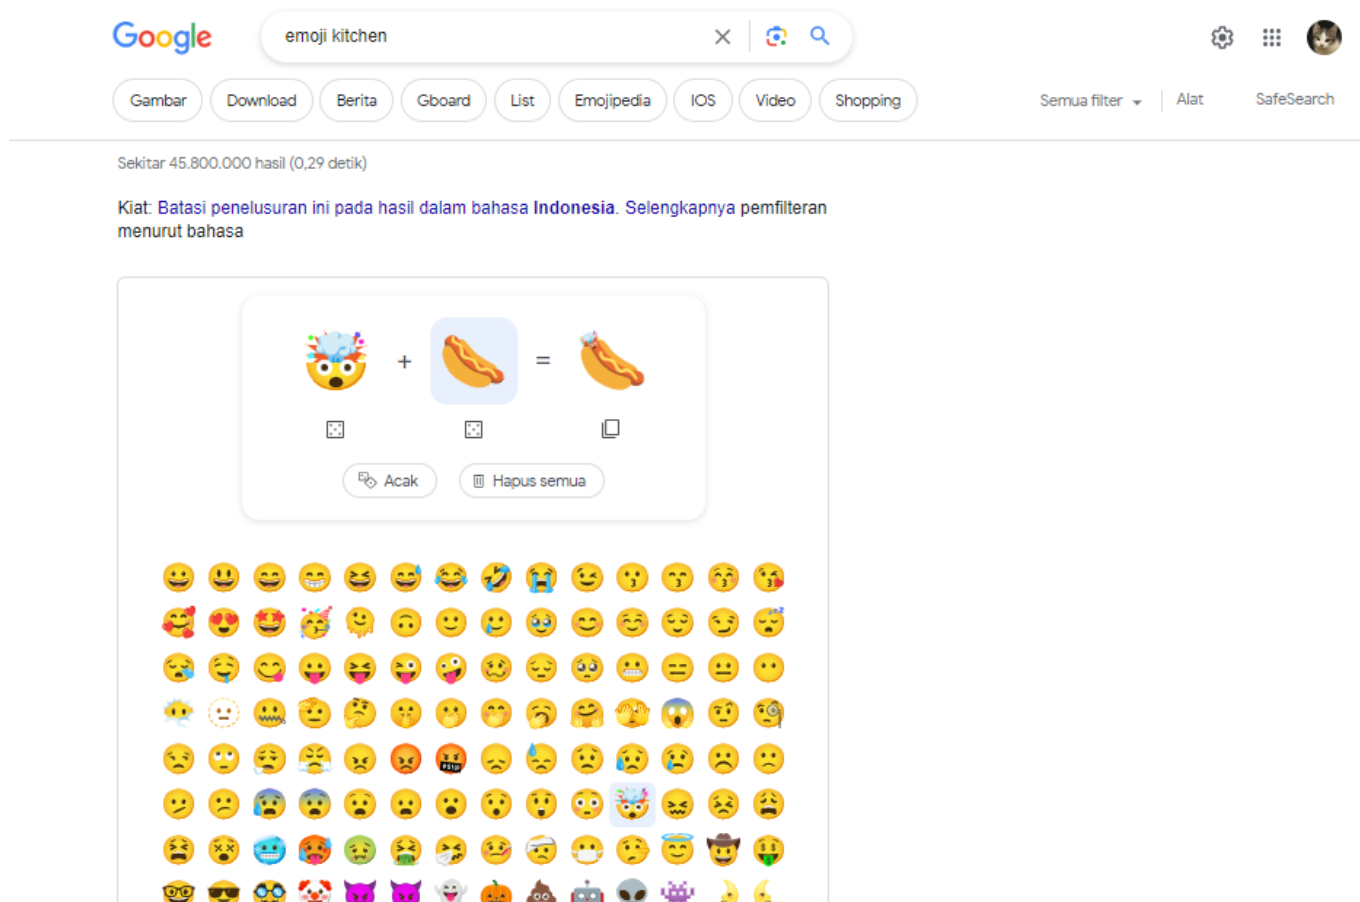 Google
emoji kitchen
Gambar Download Berita Gboard List Emojipedia IOS Video Shopping Semua filter Alat SafeSearch
Sekitar 45.800.000 hasil (0,29 detik)
Kiat: Batasi penelusuran ini pada hasil dalam bahasa Indonesia. Selengkapnya pemfilteran
menurut bahasa
+ =
Acak Hapus semua